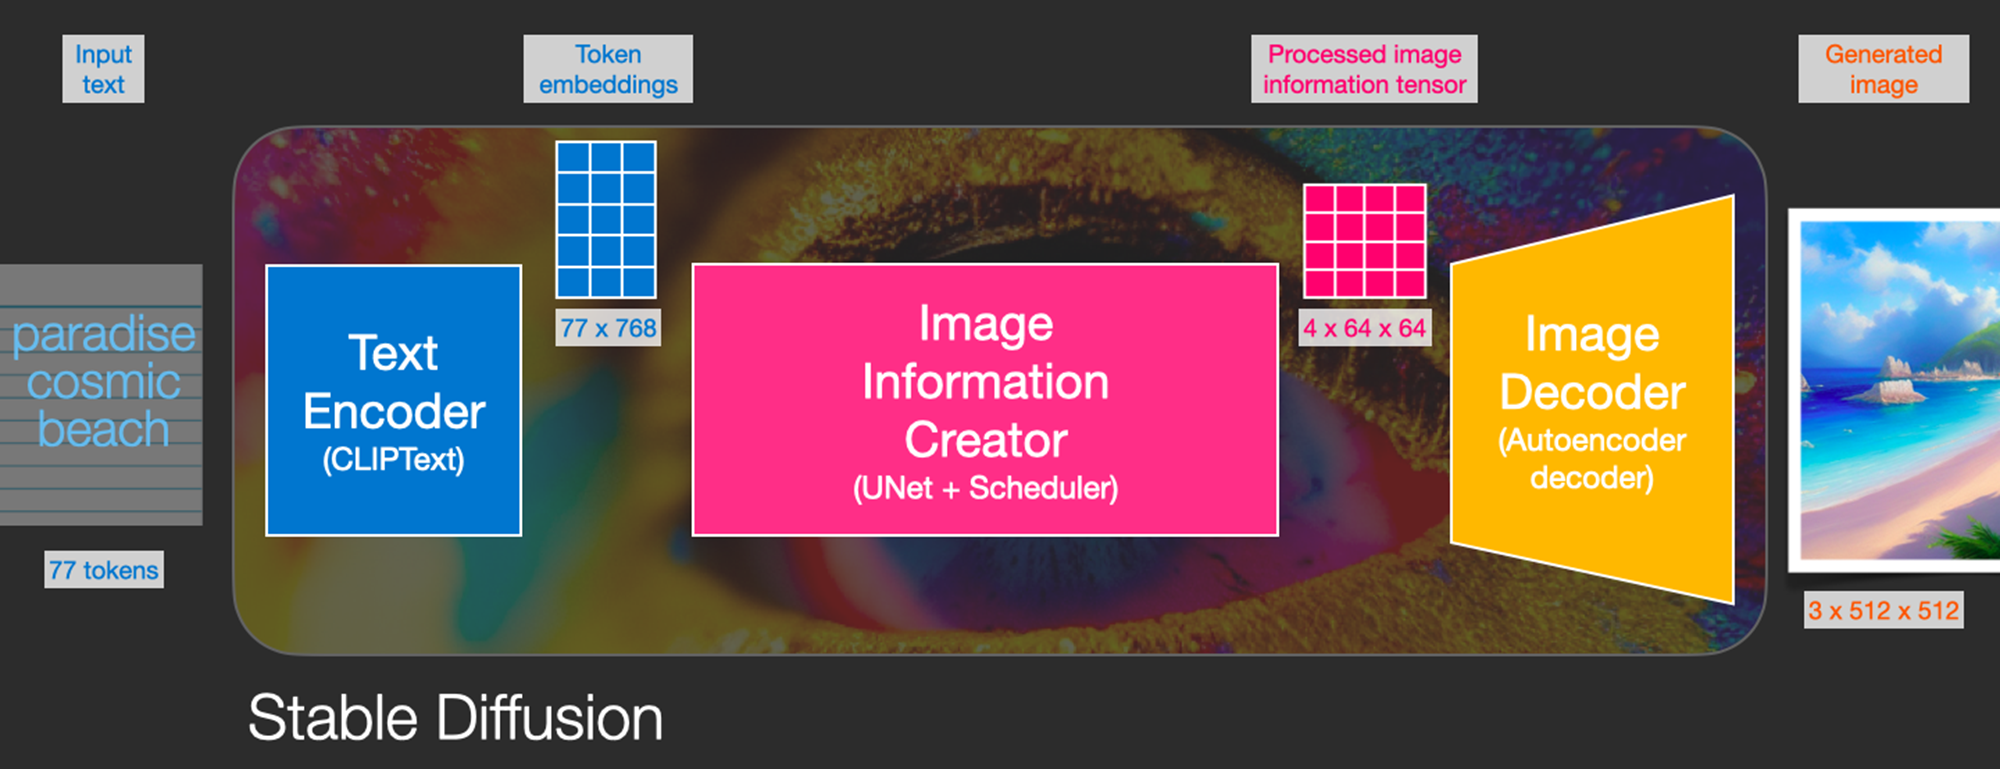 Input
text
Token
embeddings
Processed image
information tensor
Generated
image
paradise
cosmic
beach
77 tokens
Text
Encoder
(CLIPText)
77 x 768
Image
Information
Creator
(UNet + Scheduler)
4 x 64 x 64
Image
Decoder
(Autoencoder
decoder)
3 x 512 x 512
Stable Diffusion